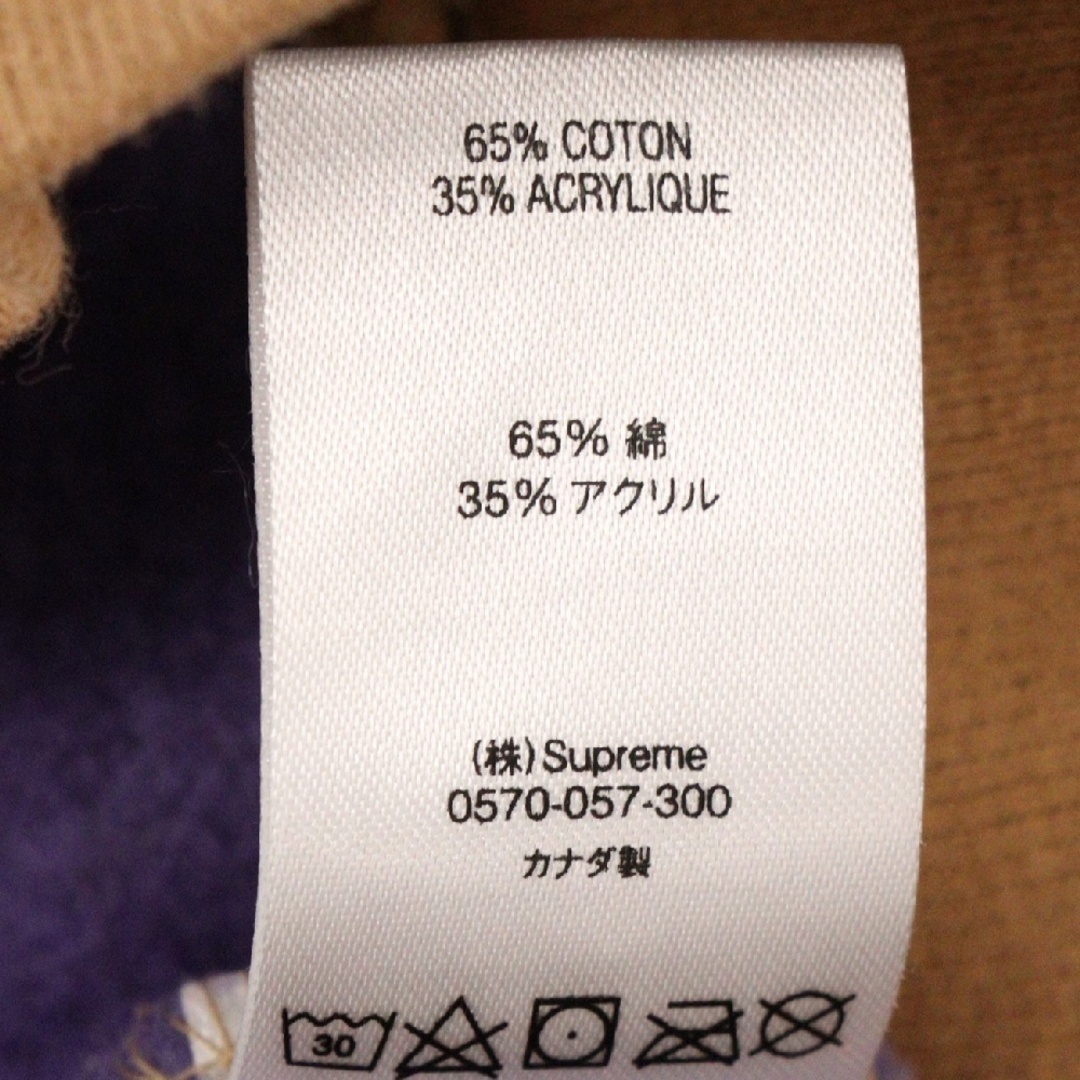 65% COTON
35% ACRYLIQUE
65% 綿
35% アクリル
(株)Supreme
0570-057-300
カナダ製
30